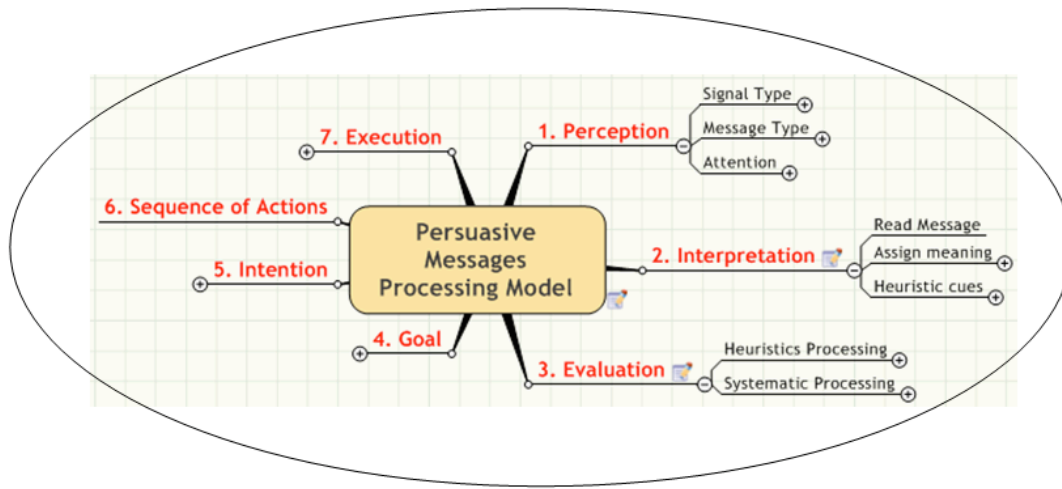 Persuasive
Messages
Processing Model
1. Perception
Signal Type
Message Type
Attention
2. Interpretation
Read Message
Assign meaning
Heuristic cues
3. Evaluation
Heuristics Processing
Systematic Processing
4. Goal
5. Intention
6. Sequence of Actions
7. Execution